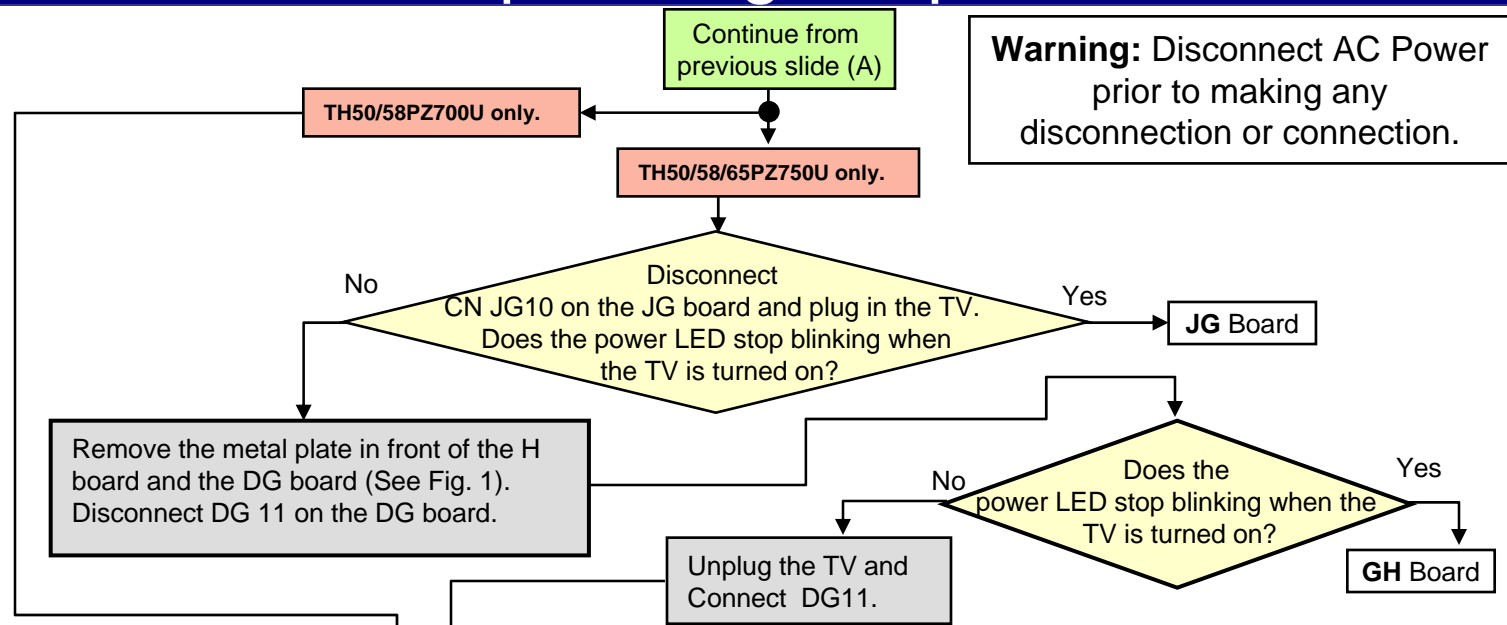 Continue from
previous slide (A)
Warning: Disconnect AC Power
prior to making any
disconnection or connection.
TH50/58PZ700U only.
TH50/58/65PZ750U only.
No
Disconnect
CN JG10 on the JG board and plug in the TV.
Does the power LED stop blinking when
the TV is turned on?
Yes
JG Board
Remove the metal plate in front of the H
board and the DG board (See Fig. 1).
Disconnect DG 11 on the DG board.
No
Does the
power LED stop blinking when the
TV is turned on?
Yes
GH Board
Unplug the TV and
Connect DG11.